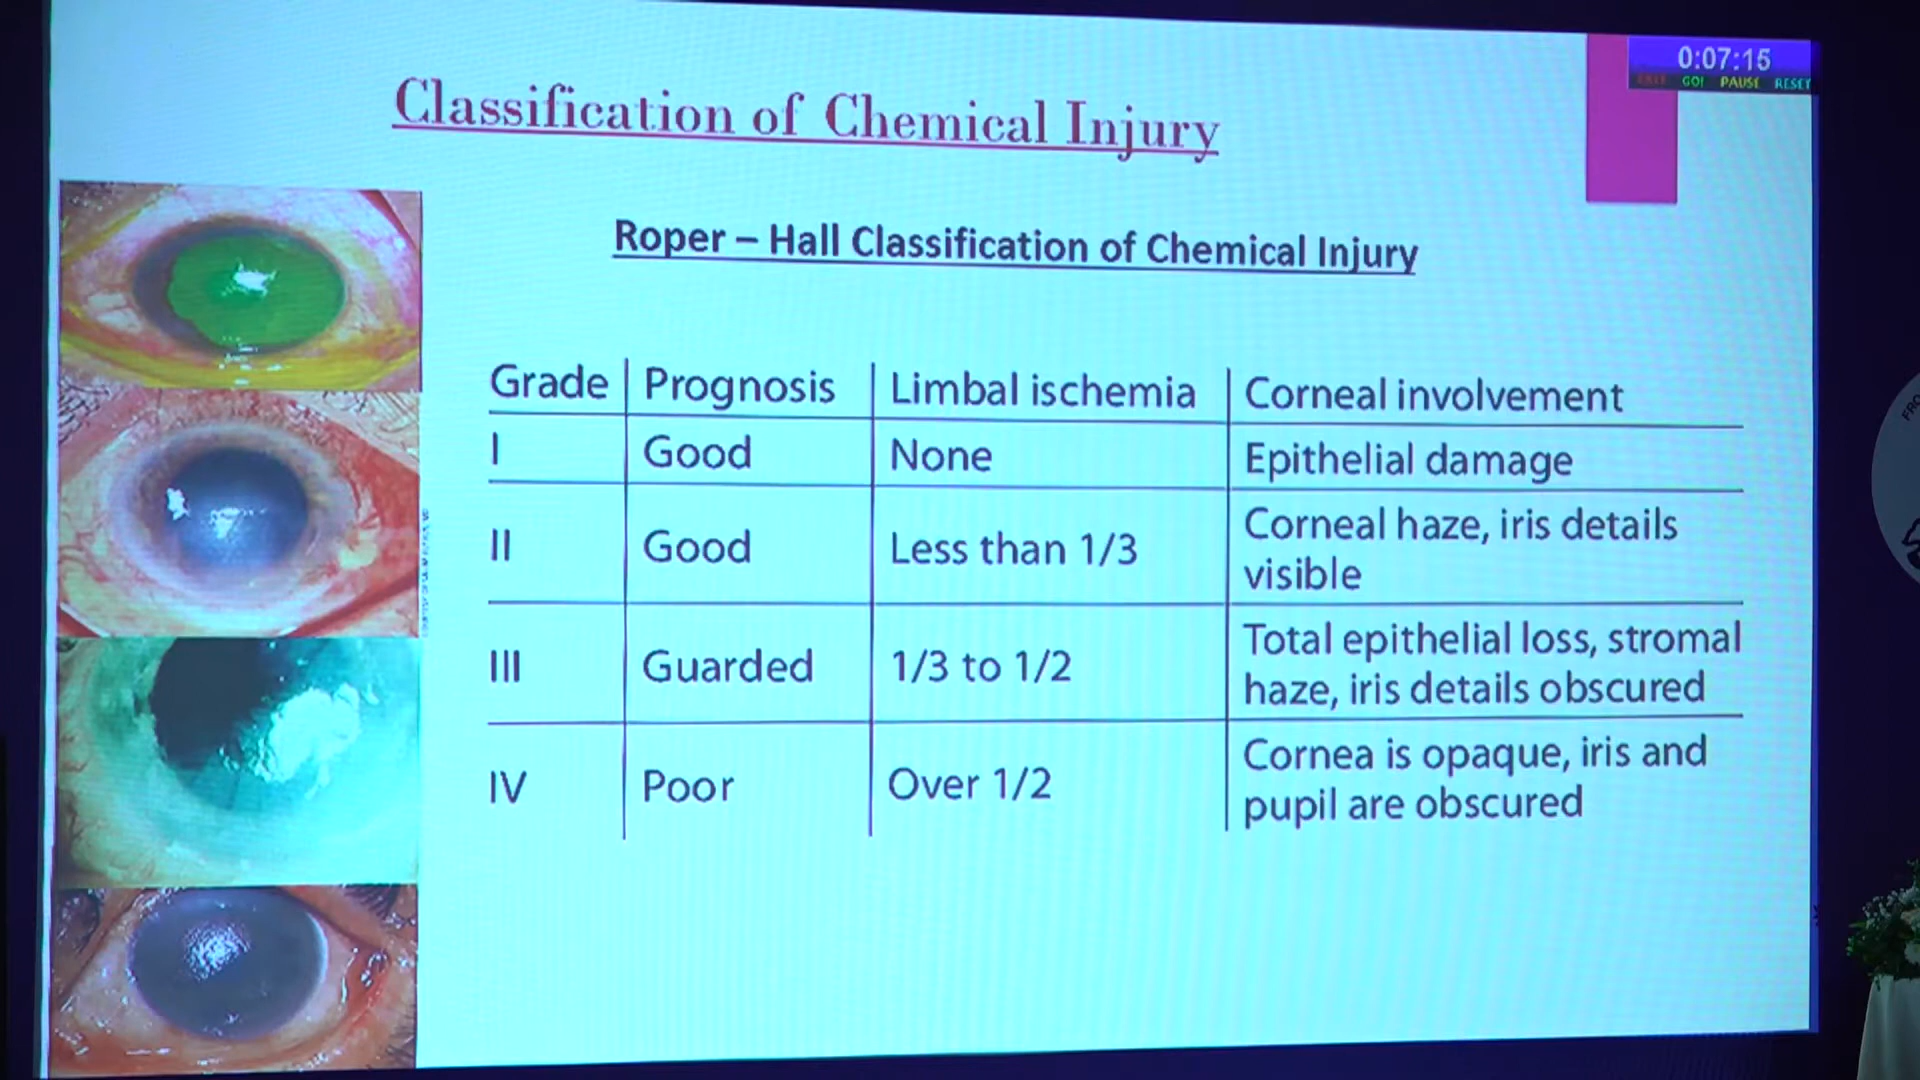 0:07:15
EXIT GO! PAUSE RESET
Classification of Chemical Injury
Roper – Hall Classification of Chemical Injury
Grade Prognosis Limbal ischemia Corneal involvement
I Good None Epithelial damage
II Good Less than 1/3 Corneal haze, iris details
visible
III Guarded 1/3 to 1/2 Total epithelial loss, stromal
haze, iris details obscured
IV Poor Over 1/2 Cornea is opaque, iris and
pupil are obscured